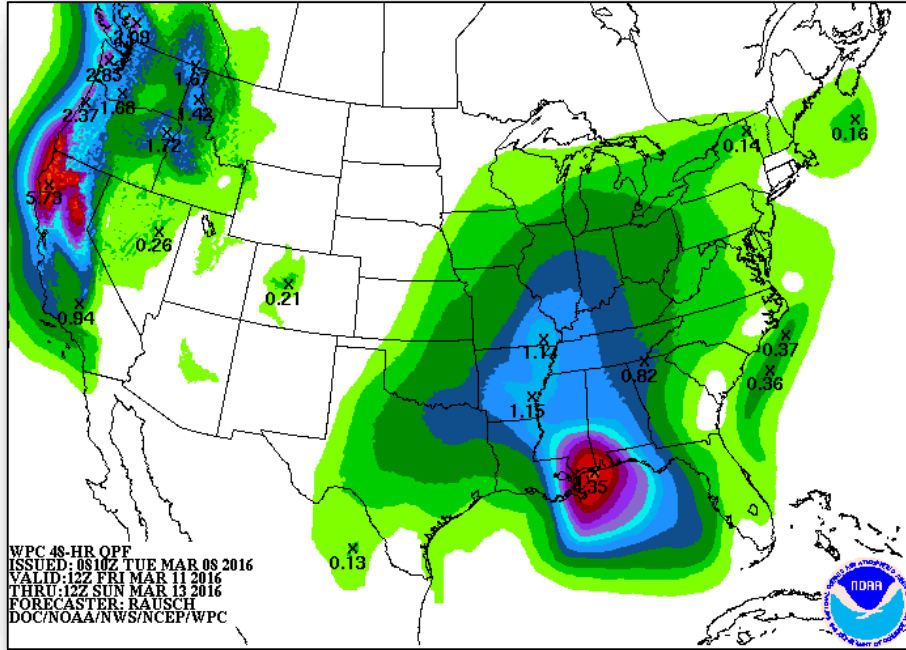 2.09
2.85
1.67
2.37
1.68
1.42
1.72
0.14
0.16
5.73
0.26
0.21
0.94
1.17
0.37
0.82
0.36
1.15
.35
0.13
WPC 48-HR QPF
ISSUED: 0810Z TUE MAR 08 2016
VALID:12Z FRI MAR 11 2016
THRU:12Z SUN MAR 13 2016
FORECASTER: RAUSCH
DOC/NOAA/NWS/NCEP/WPC
NOAA